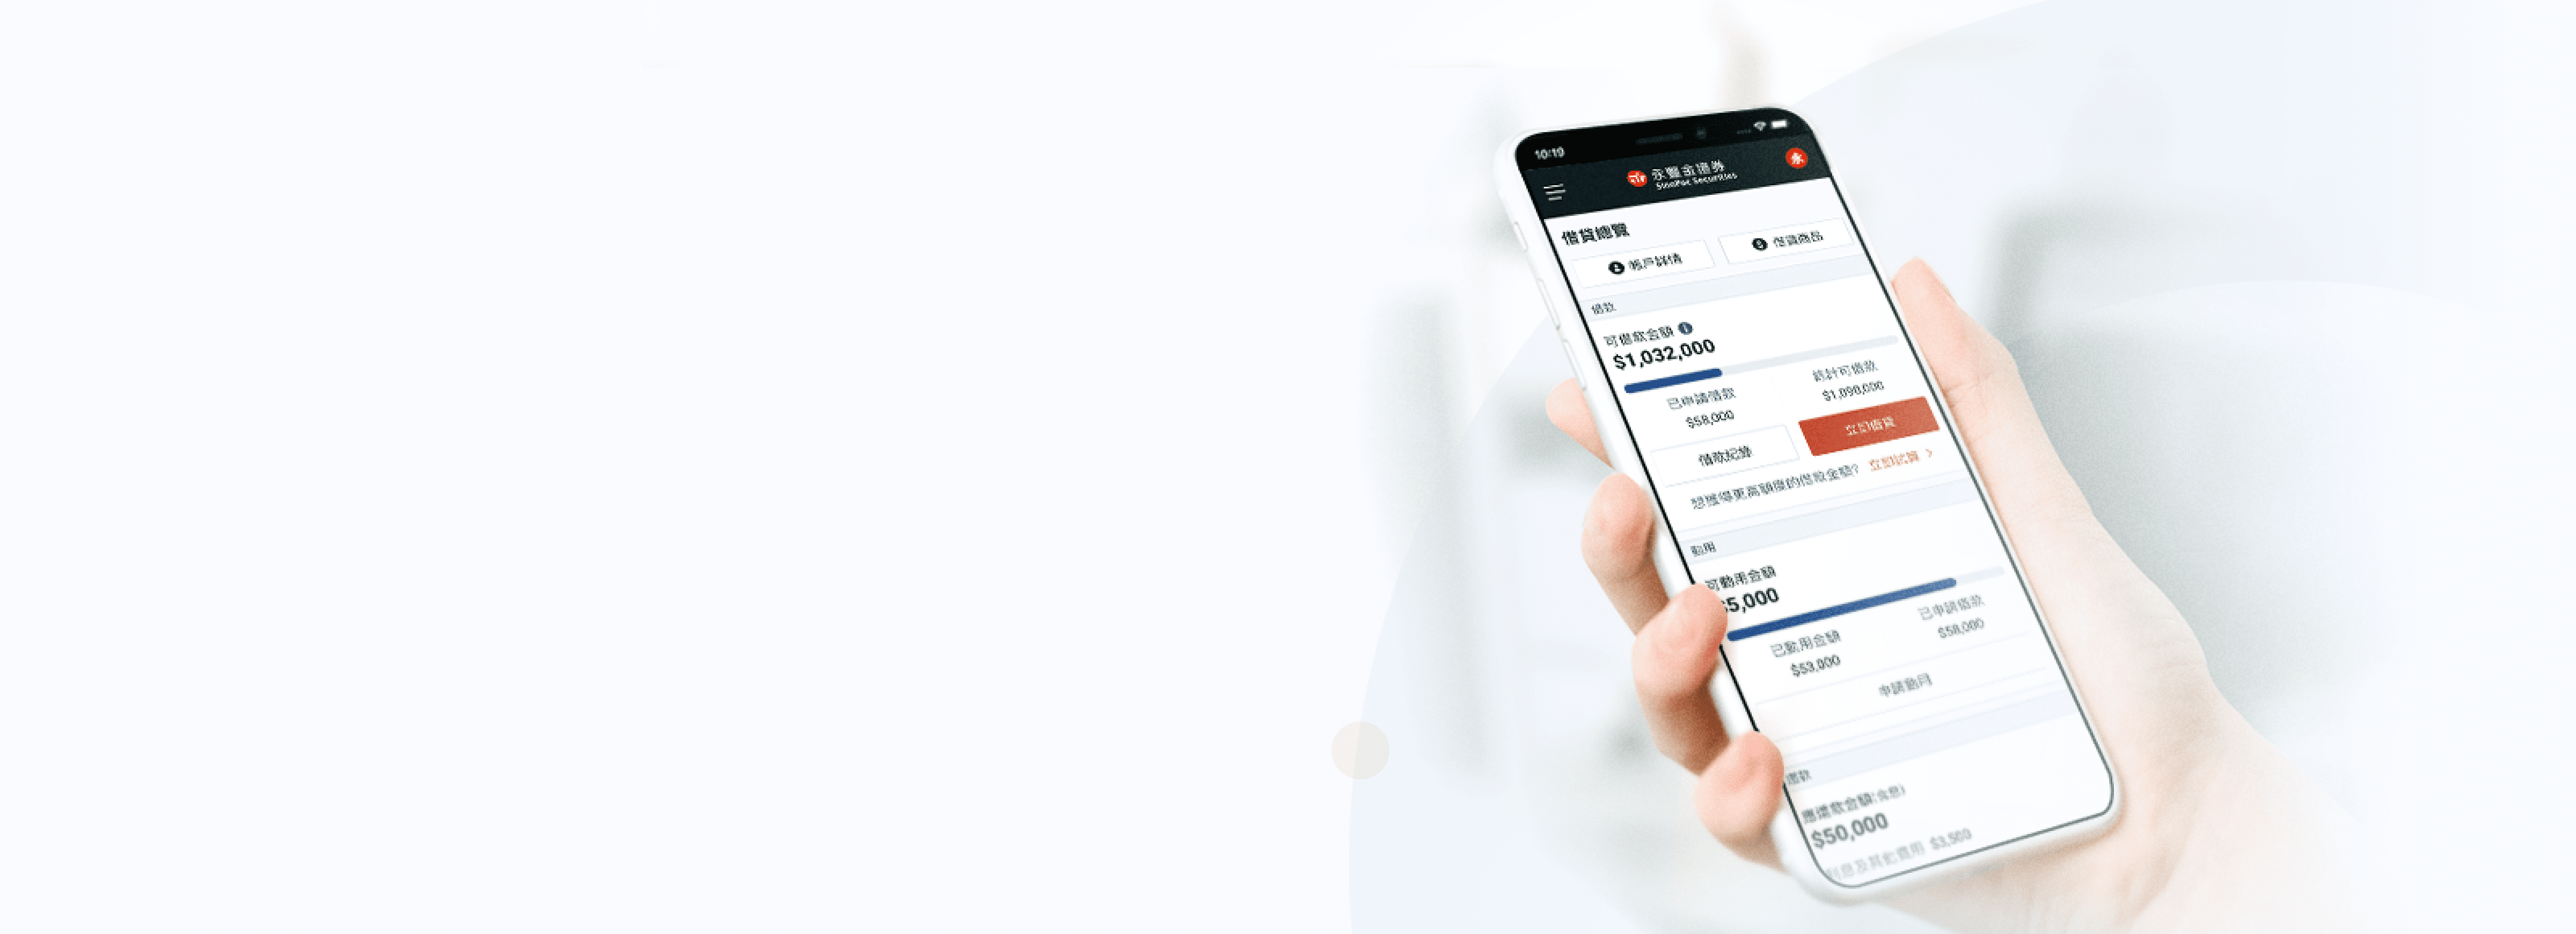 10:19
永豐金證券
SinoPac Securities
借貸總覽
帳戶詳情
借貸商品
借款
可借款金額
$1,032,000
已申請借款
$58,000
總計可借款
$1,090,000
借款紀錄
立即借貸
想獲得更高額度的借款金額? 立即試算
動用
可動用金額
5,000
已動用金額
$53,000
已申請借款
$58,000
申請動用
還款
應還款金額(含息)
$50,000
利息及其他費用 $3,500